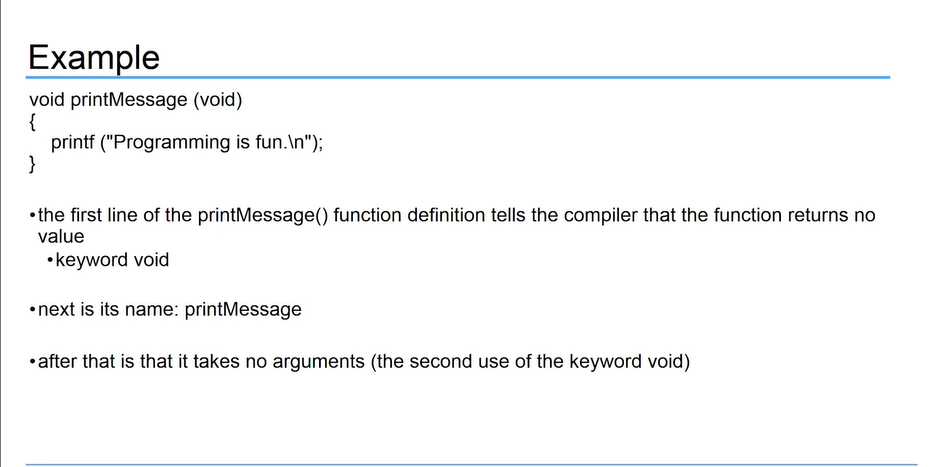 Example
void printMessage (void)
{
printf ("Programming is fun.\n");
}
•the first line of the printMessage() function definition tells the compiler that the function returns no
value
•keyword void
•next is its name: printMessage
•after that is that it takes no arguments (the second use of the keyword void)